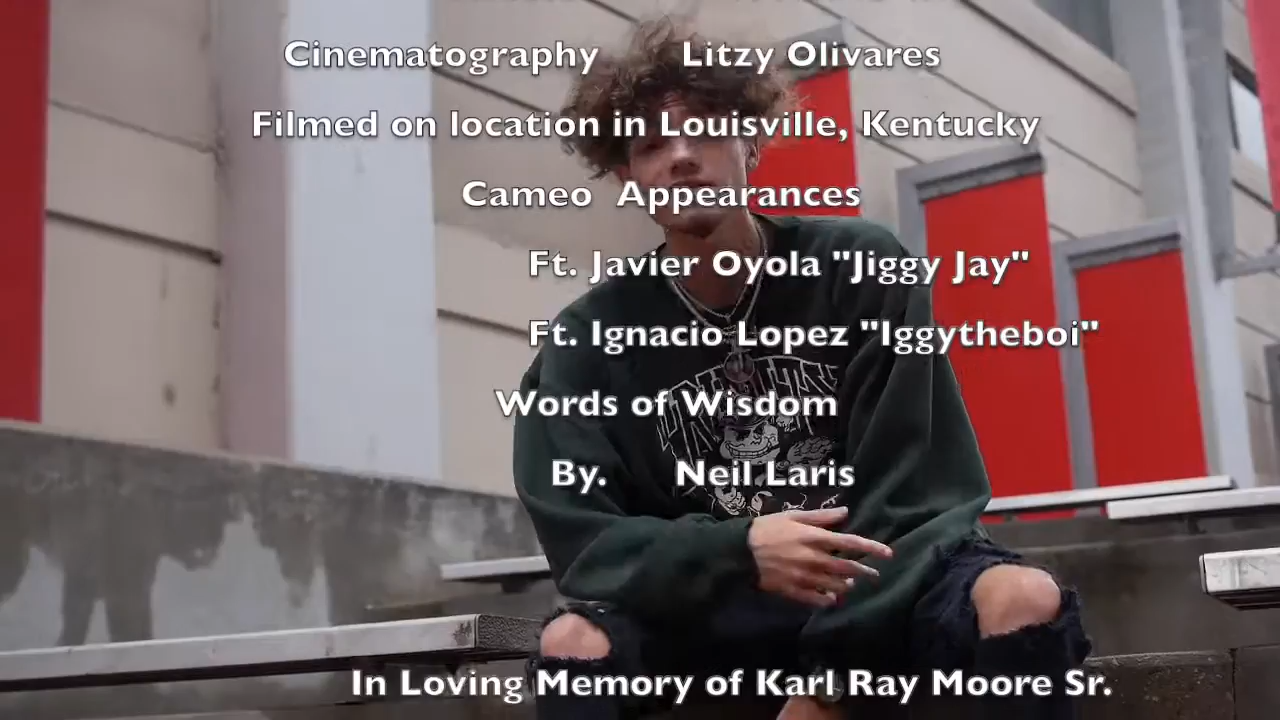 Cinematography Litzy Olivares
Filmed on location in Louisville, Kentucky
Cameo Appearances
Ft. Javier Oyola "Jiggy Jay"
Ft. Ignacio Lopez "Iggytheboi"
Words of Wisdom
By. Neil Laris
In Loving Memory of Karl Ray Moore Sr.